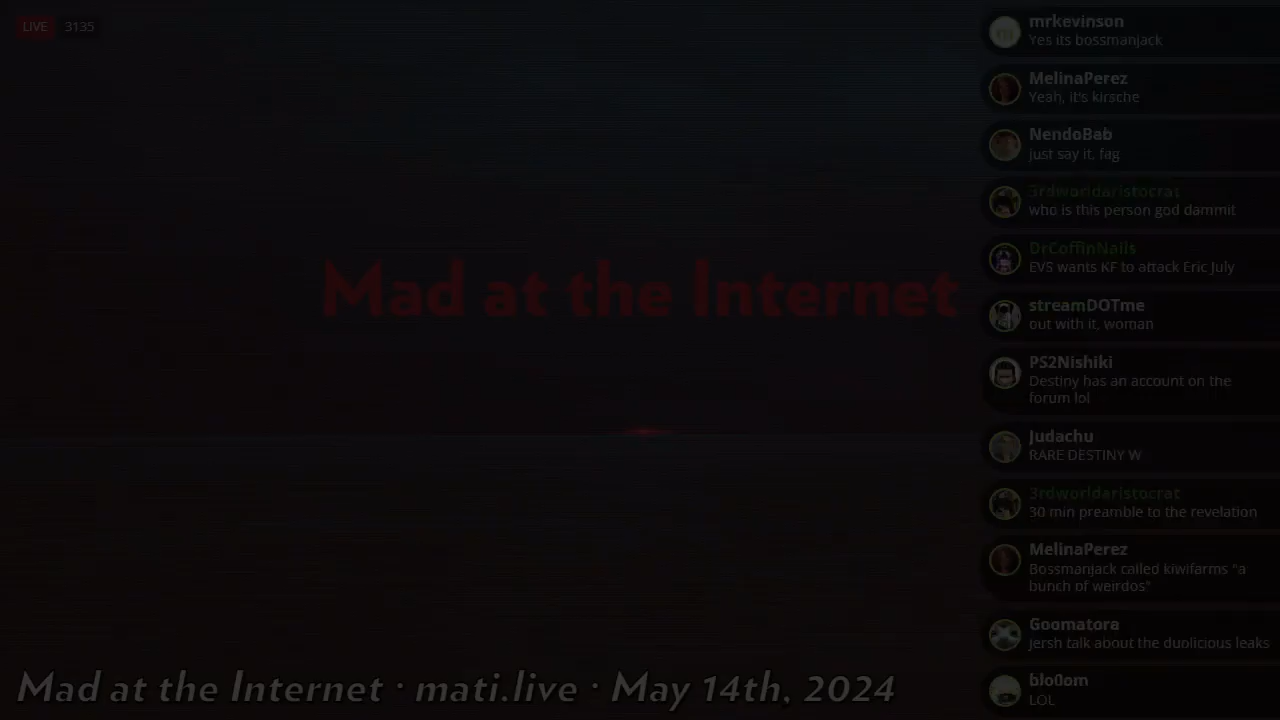 LIVE 3135
Mad at the Internet
mrkevinson
Yes its bossmanjack
MelinaPerez
Yeah, it's kirsche
NendoBab
just say it, fag
3rdworldaristocrat
who is this person god dammit
DrCoffinNails
EVS wants KF to attack Eric July
streamDOTme
out with it, woman
PS2Nishiki
Destiny has an account on the
forum lol
Judachu
RARE DESTINY W
3rdworldaristocrat
30 min preamble to the revelation
MelinaPerez
Bossmanjack called kiwifarms "a
bunch of weirdos"
Goomatora
jersh talk about the duolicious leaks
blo0om
LOL
Mad at the Internet · mati.live · May 14th, 2024